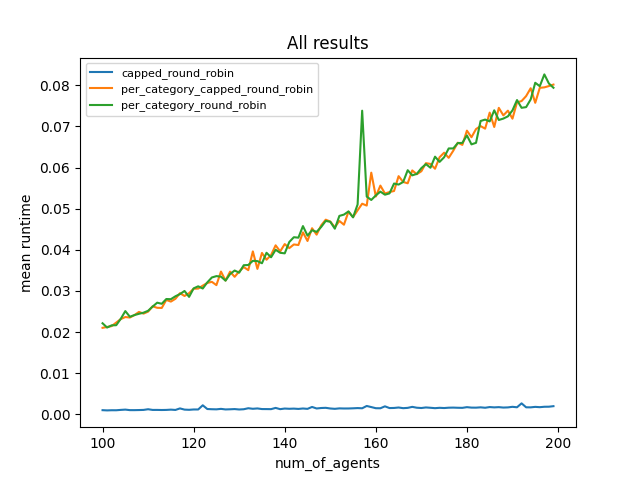 All results
capped_round_robin
per_category_capped_round_robin
per_category_round_robin
mean runtime
0.08
0.07
0.06
0.05
0.04
0.03
0.02
0.01
0.00
100 120 140 160 180 200
num_of_agents